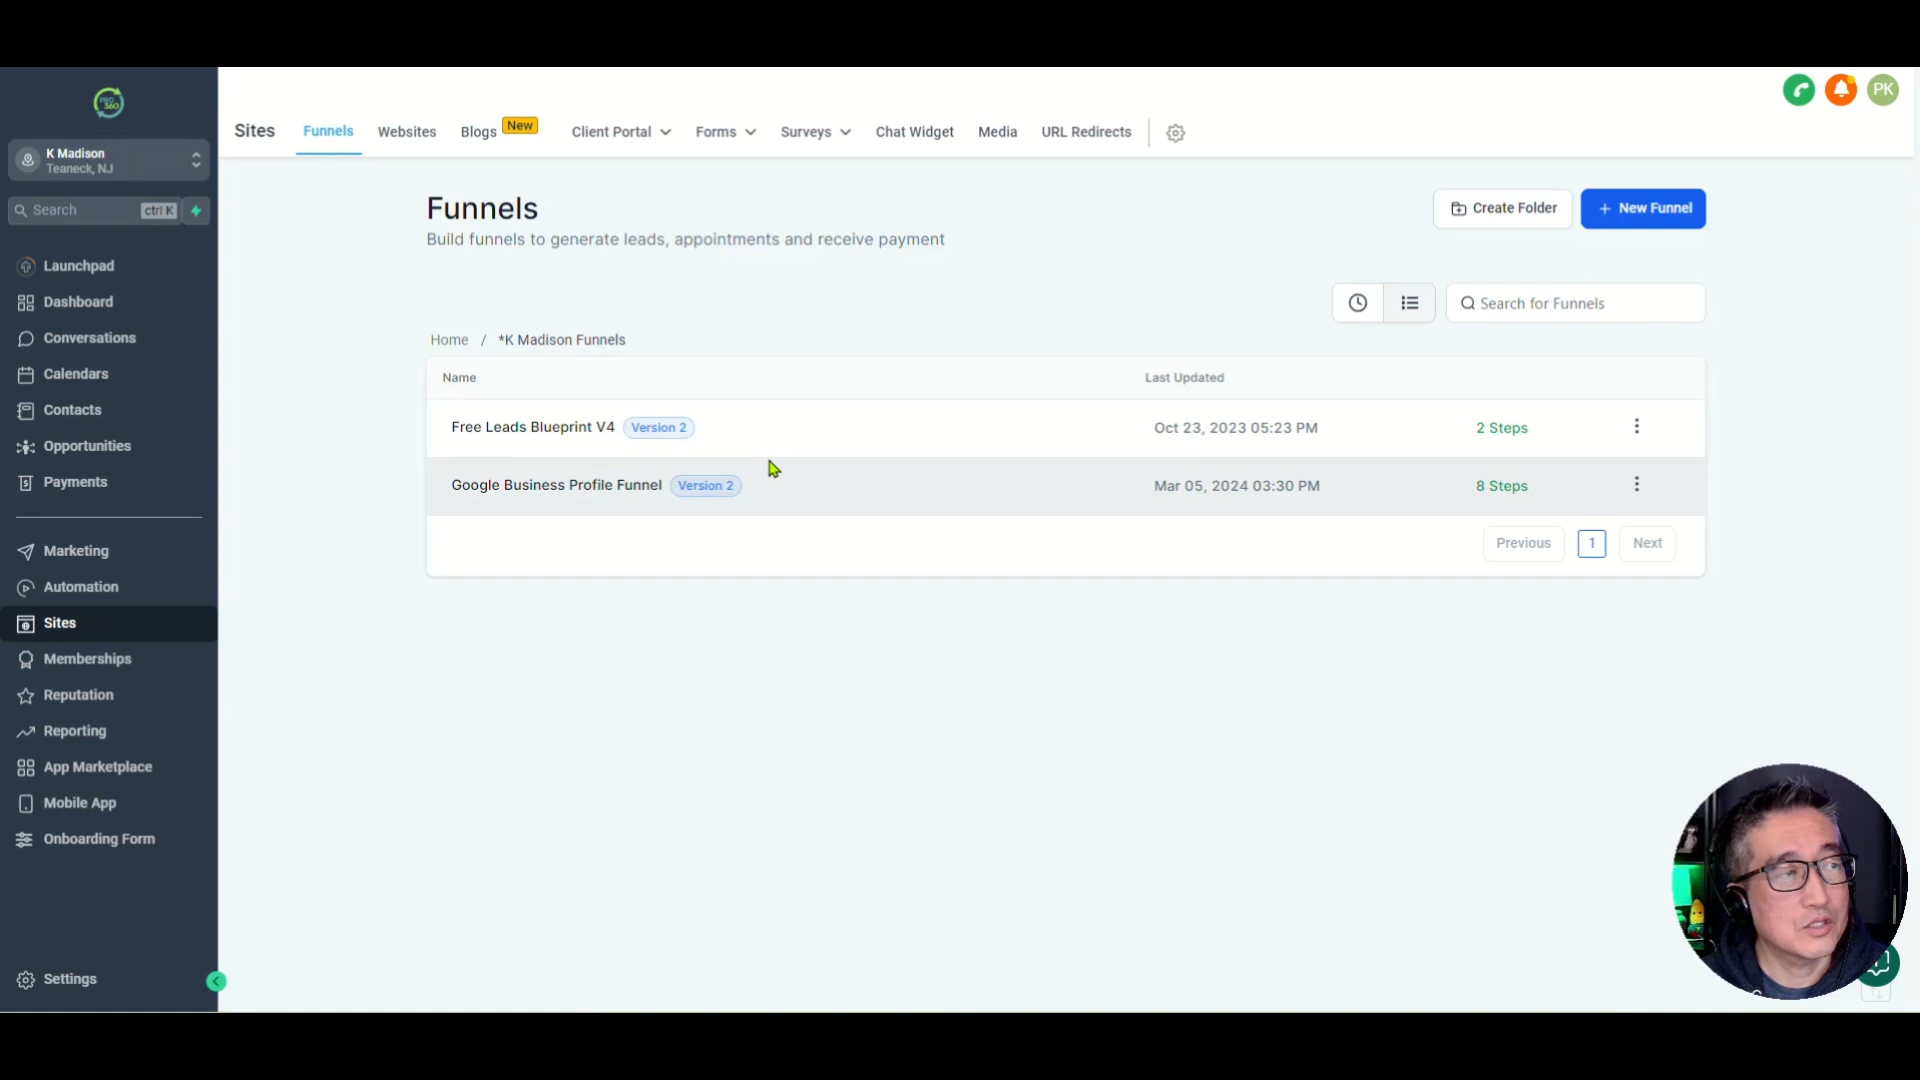 PRO
360
K Madison
Teaneck, NJ
Search
ctrl K
Launchpad
Dashboard
Conversations
Calendars
Contacts
Opportunities
Payments
Marketing
Automation
Sites
Memberships
Reputation
Reporting
App Marketplace
Mobile App
Onboarding Form
Settings
Sites
Funnels
Websites
Blogs
New
Client Portal
Forms
Surveys
Chat Widget
Media
URL Redirects
PK
Funnels
Build funnels to generate leads, appointments and receive payment
Create Folder
+ New Funnel
Search for Funnels
Home / *K Madison Funnels
Name
Last Updated
Free Leads Blueprint V4
Version 2
Oct 23, 2023 05:23 PM
2 Steps
Google Business Profile Funnel
Version 2
Mar 05, 2024 03:30 PM
8 Steps
Previous
1
Next